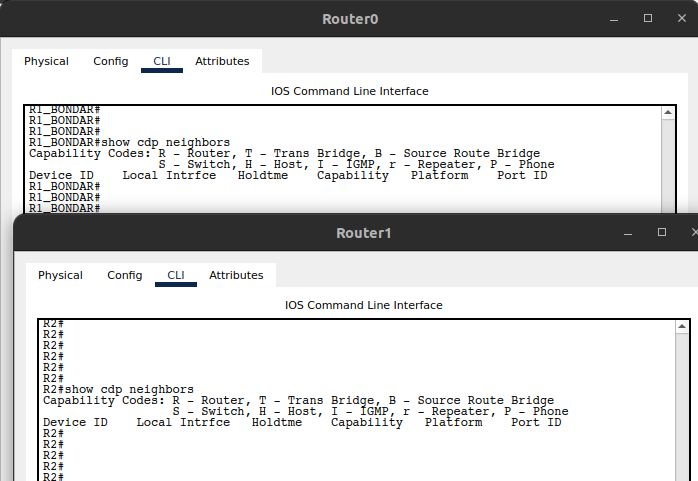 Router0
Physical Config CLI Attributes
IOS Command Line Interface
R1_BONDAR#
R1_BONDAR#
R1_BONDAR#
R1_BONDAR#show cdp neighbors
Capability Codes: R - Router, T - Trans Bridge, B - Source Route Bridge
S - Switch, H - Host, I - IGMP, r - Repeater, P - Phone
Device ID Local Intrfce Holdtme Capability Platform Port ID
R1_BONDAR#
R1_BONDAR#
R1_BONDAR#
Router1
Physical Config CLI Attributes
IOS Command Line Interface
R2#
R2#
R2#
R2#
R2#
R2#
R2#show cdp neighbors
Capability Codes: R - Router, T - Trans Bridge, B - Source Route Bridge
S - Switch, H - Host, I - IGMP, r - Repeater, P - Phone
Device ID Local Intrfce Holdtme Capability Platform Port ID
R2#
R2#
R2#
R2#
R2#